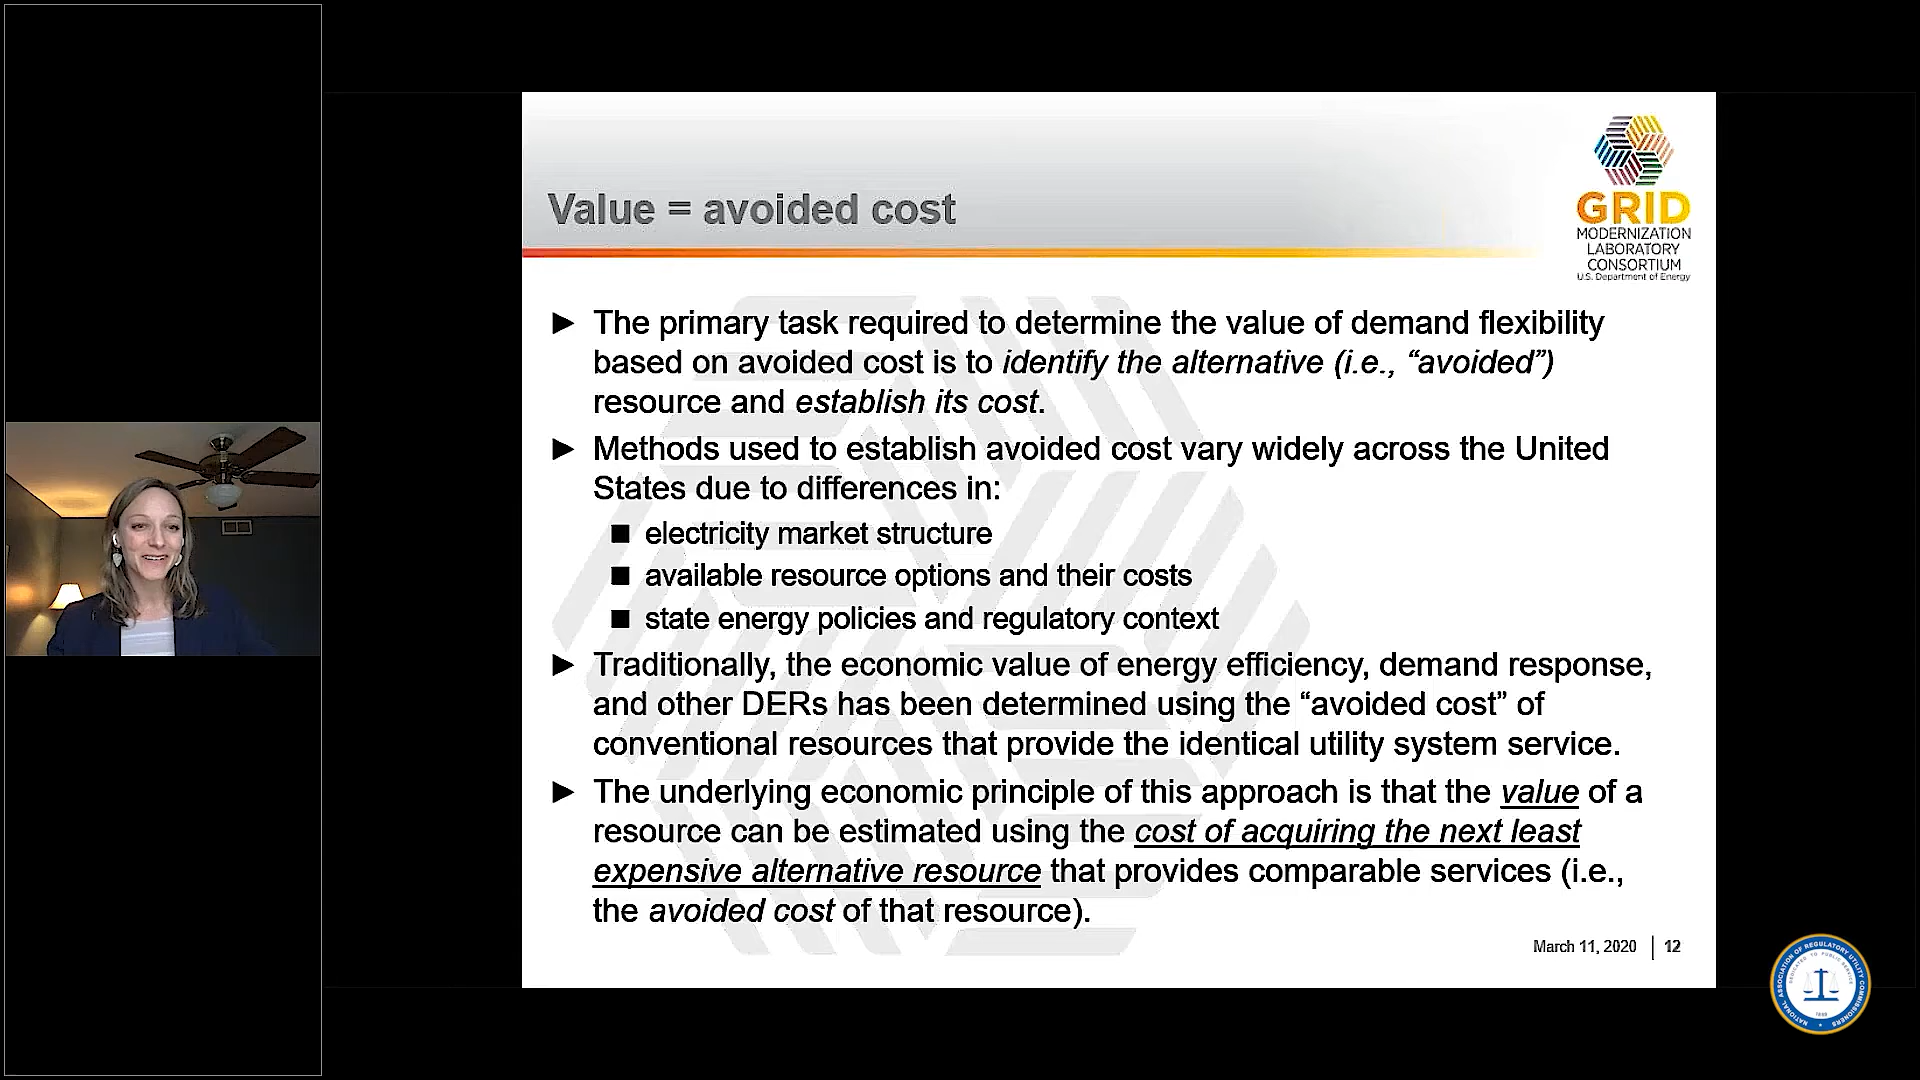 Value = avoided cost
GRID
MODERNIZATION
LABORATORY
CONSORTIUM
U.S. Department of Energy
► The primary task required to determine the value of demand flexibility
based on avoided cost is to identify the alternative (i.e., “avoided”)
resource and establish its cost.
► Methods used to establish avoided cost vary widely across the United
States due to differences in:
■ electricity market structure
■ available resource options and their costs
■ state energy policies and regulatory context
► Traditionally, the economic value of energy efficiency, demand response,
and other DERs has been determined using the “avoided cost” of
conventional resources that provide the identical utility system service.
► The underlying economic principle of this approach is that the value of a
resource can be estimated using the cost of acquiring the next least
expensive alternative resource that provides comparable services (i.e.,
the avoided cost of that resource).
March 11, 2020 | 12
NATIONAL ASSOCIATION OF REGULATORY UTILITY COMMISSIONERS